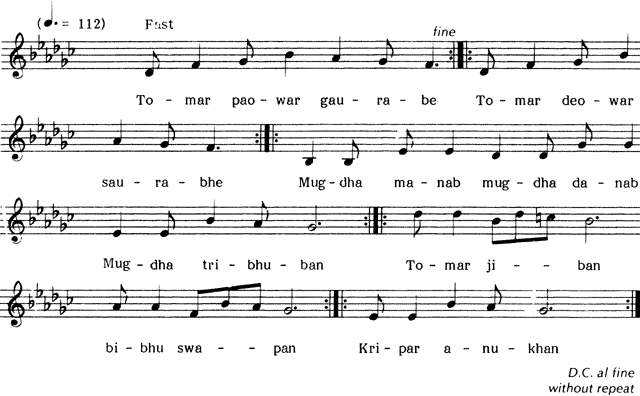 (♩. = 112) Fast
fine
To - mar pao - war gau - ra - be To - mar deo - war
sau - ra - bhe Mug - dha ma - nab mug - dha da - nab
Mug - dha tri - bhu - ban To - mar ji - - ban
bi - bhu swa - - pan Kri - par a - nu - khan
D.C. al fine
without repeat